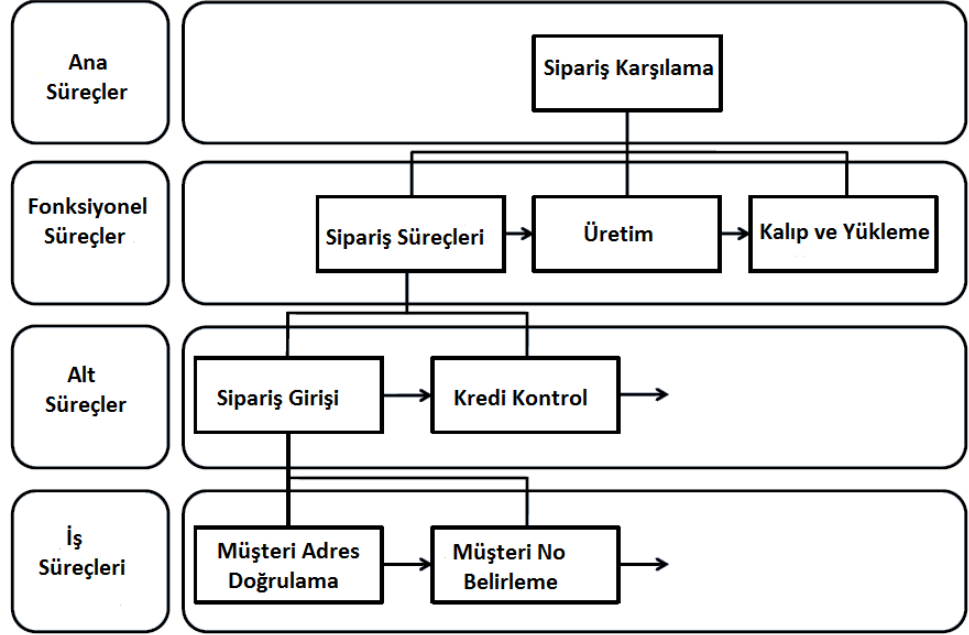 Ana
Süreçler
Sipariş Karşılama
Fonksiyonel
Süreçler
Sipariş Süreçleri
Üretim
Kalıp ve Yükleme
Alt
Süreçler
Sipariş Girişi
Kredi Kontrol
İş
Süreçleri
Müşteri Adres
Doğrulama
Müşteri No
Belirleme